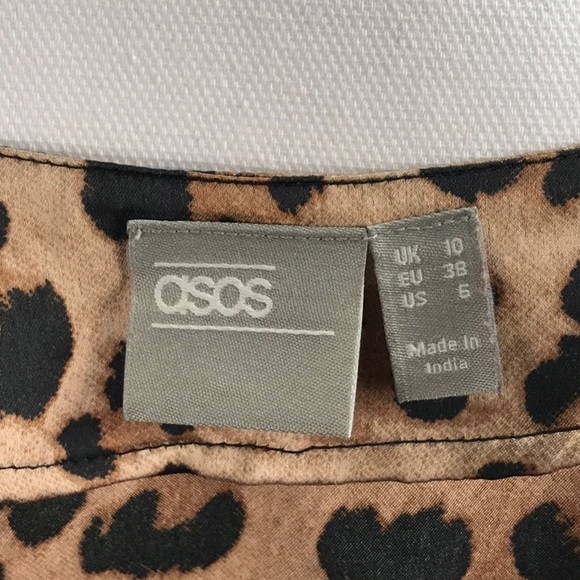 asos
UK 10
EU 38
US 6
Made In
India